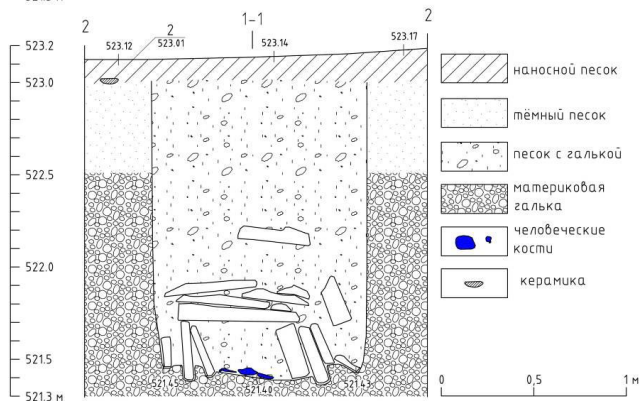 2
1-1
2
2
523.12
523.01
523.14
523.17
523.2
523.0
522.5
522.0
521.5
521.3 м
521.45
521.40
521.43
наносной песок
тёмный песок
песок с галькой
материковая
галька
человеческие
кости
керамика
0
0,5
1 м